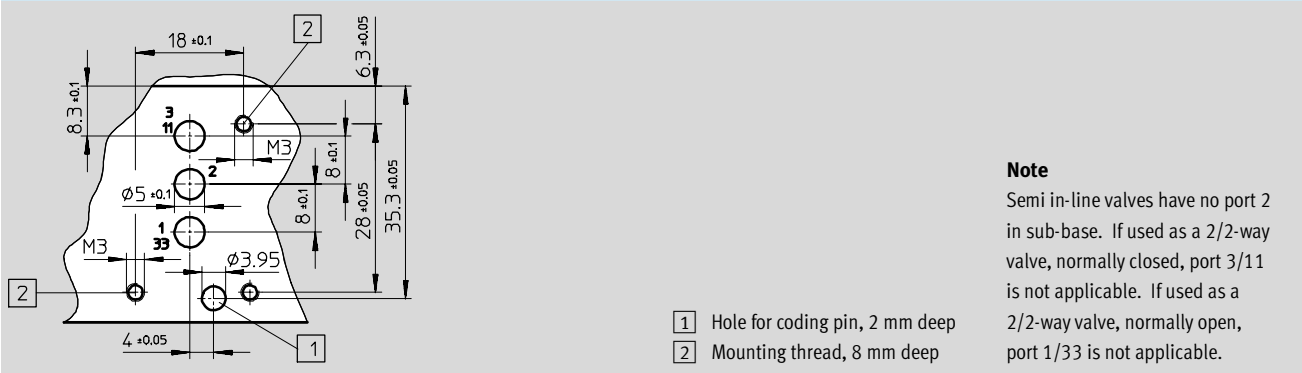 18 ±0.1
2
6.3 ±0.05
8.3 ±0.1
3
11
M3
8 ±0.1
2
Ø5 ±0.1
8 ±0.1
28 ±0.05
35.3 ±0.05
1
33
M3
Ø3.95
2
4 ±0.05
1
1 Hole for coding pin, 2 mm deep
2 Mounting thread, 8 mm deep
Note
Semi in-line valves have no port 2
in sub-base. If used as a 2/2-way
valve, normally closed, port 3/11
is not applicable. If used as a
2/2-way valve, normally open,
port 1/33 is not applicable.